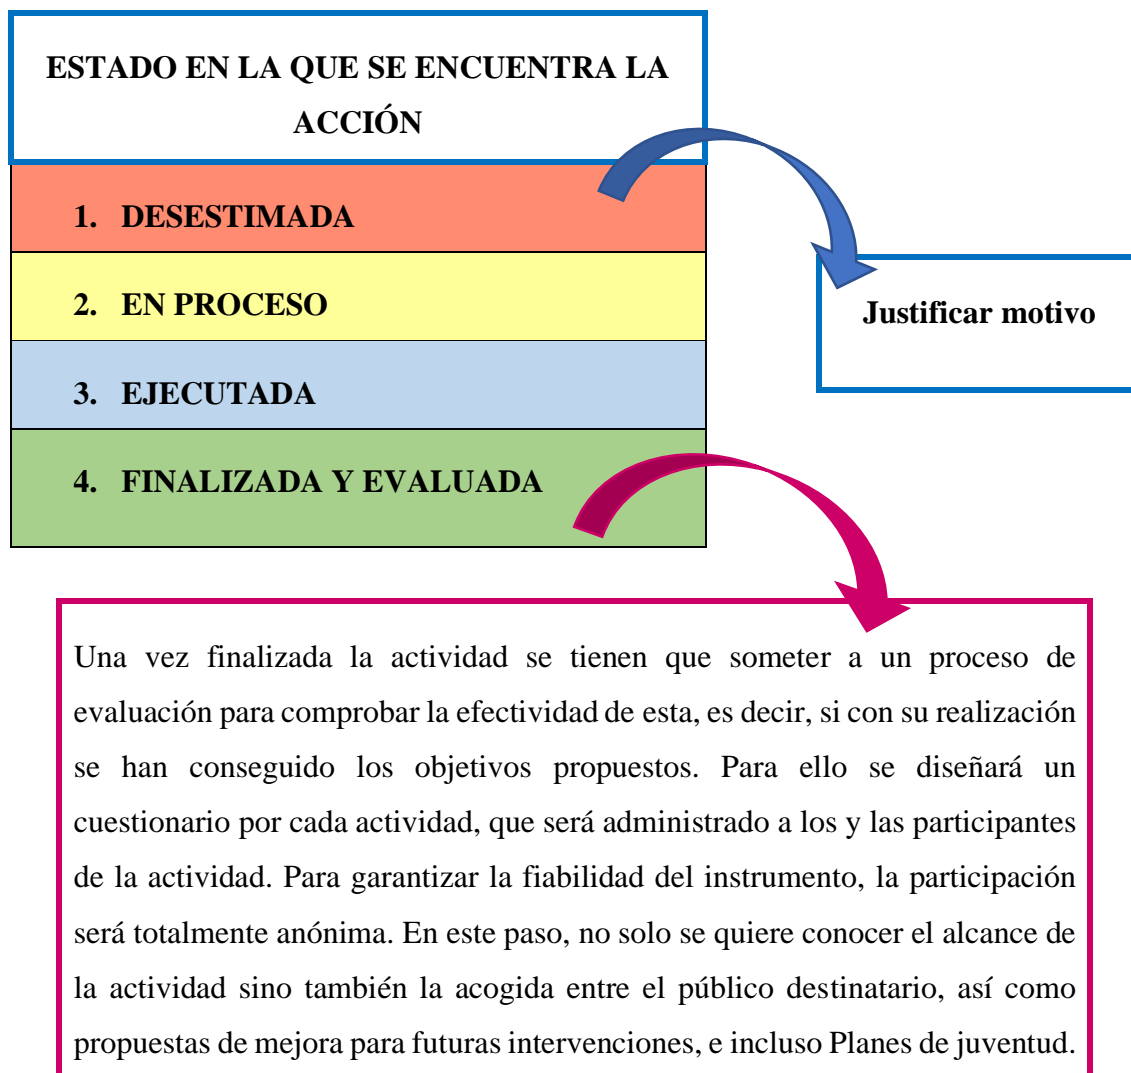 ESTADO EN LA QUE SE ENCUENTRA LA
ACCIÓN
1. DESESTIMADA
2. EN PROCESO
Justificar motivo
3. EJECUTADA
4. FINALIZADA Y EVALUADA
Una vez finalizada la actividad se tienen que someter a un proceso de
evaluación para comprobar la efectividad de esta, es decir, si con su realización
se han conseguido los objetivos propuestos. Para ello se diseñará un
cuestionario por cada actividad, que será administrado a los y las participantes
de la actividad. Para garantizar la fiabilidad del instrumento, la participación
será totalmente anónima. En este paso, no solo se quiere conocer el alcance de
la actividad sino también la acogida entre el público destinatario, así como
propuestas de mejora para futuras intervenciones, e incluso Planes de juventud.